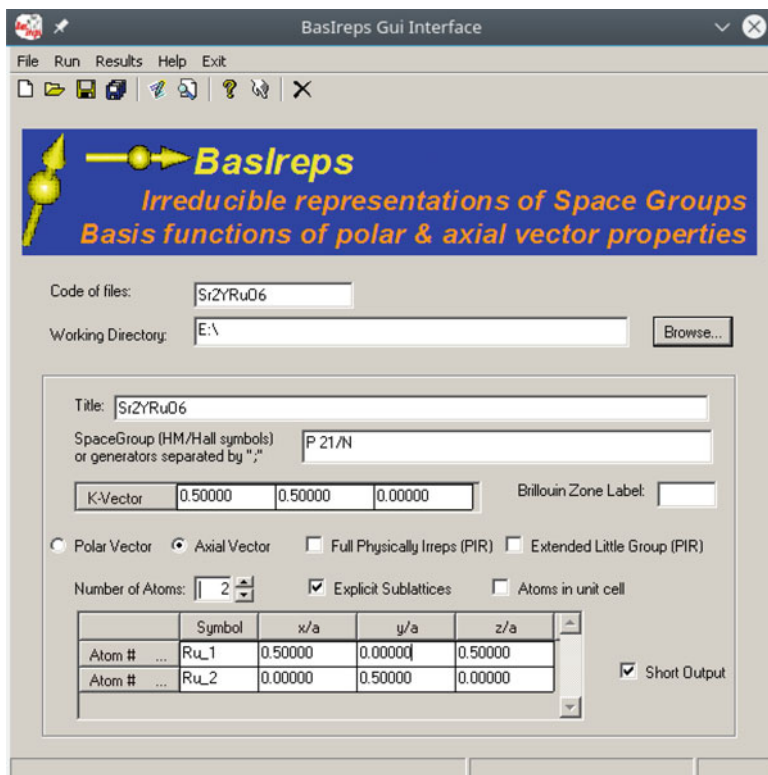 BasIreps Gui Interface
File Run Results Help Exit
BasIreps
Irreducible representations of Space Groups
Basis functions of polar & axial vector properties
Code of files: Sr2YRuO6
Working Directory: E:\ Browse...
Title: Sr2YRuO6
SpaceGroup (HM/Hall symbols) P 21/N
or generators separated by ";"
K-Vector 0.50000 0.50000 0.00000 Brillouin Zone Label:
Polar Vector Axial Vector Full Physically Irreps (PIR) Extended Little Group (PIR)
Number of Atoms: 2 Explicit Sublattices Atoms in unit cell
Symbol x/a y/a z/a
Atom # ... Ru_1 0.50000 0.00000 0.50000
Atom # ... Ru_2 0.00000 0.50000 0.00000
Short Output